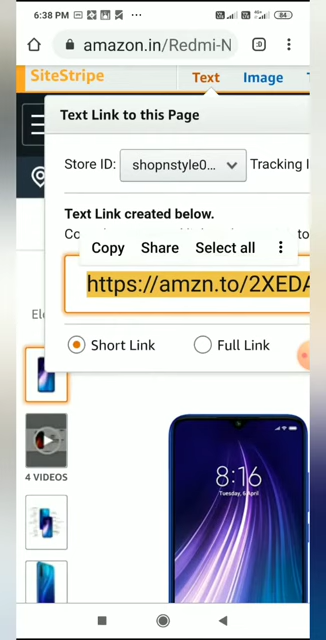 6:38 PM
84
amazon.in/Redmi-N
SiteStripe
Text
Image
Text Link to this Page
Store ID:
shopnstyle0...
Tracking I
Text Link created below.
Copy
Share
Select all
https://amzn.to/2XEDA
Short Link
Full Link
4 VIDEOS
8:16
Tuesday, 6 April